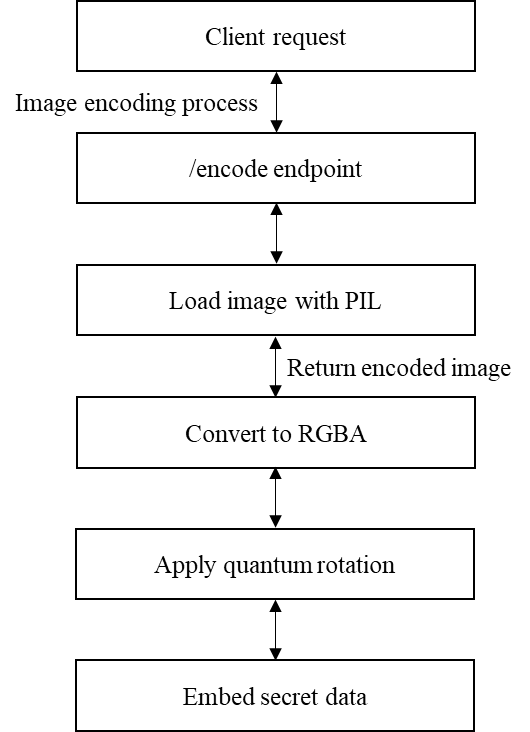 Client request
Image encoding process
/encode endpoint
Load image with PIL
Return encoded image
Convert to RGBA
Apply quantum rotation
Embed secret data